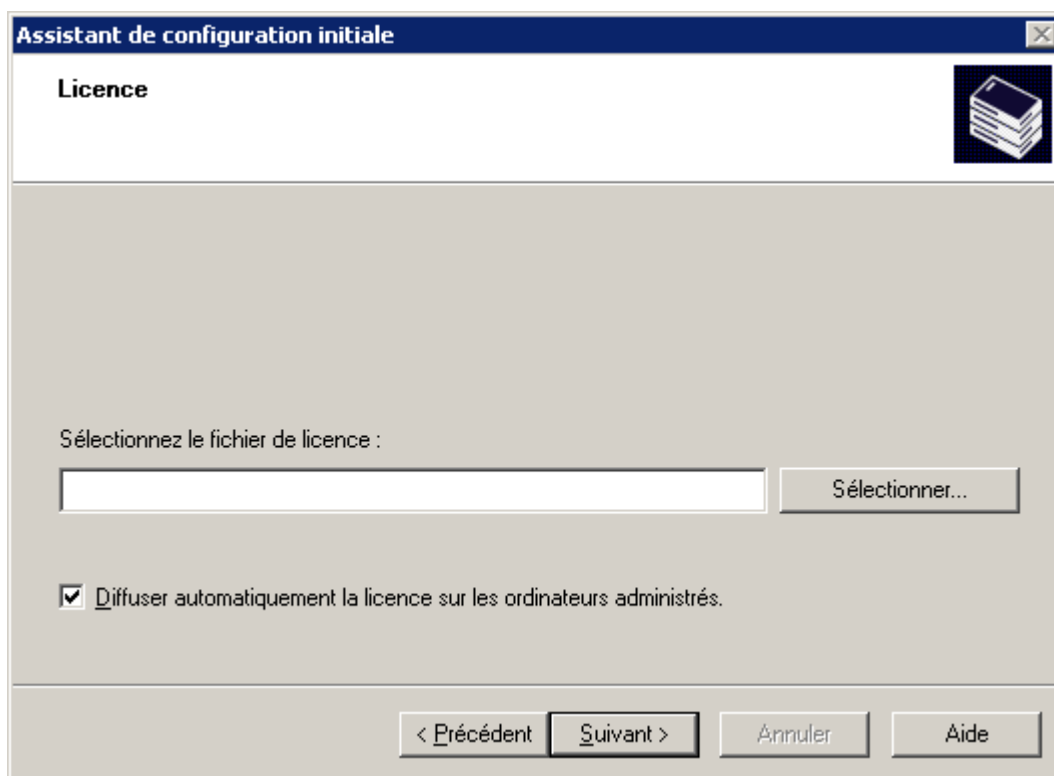 Assistant de configuration initiale
Licence
Sélectionnez le fichier de licence :
Sélectionner...
Diffuser automatiquement la licence sur les ordinateurs administrés.
< Précédent Suivant > Annuler Aide